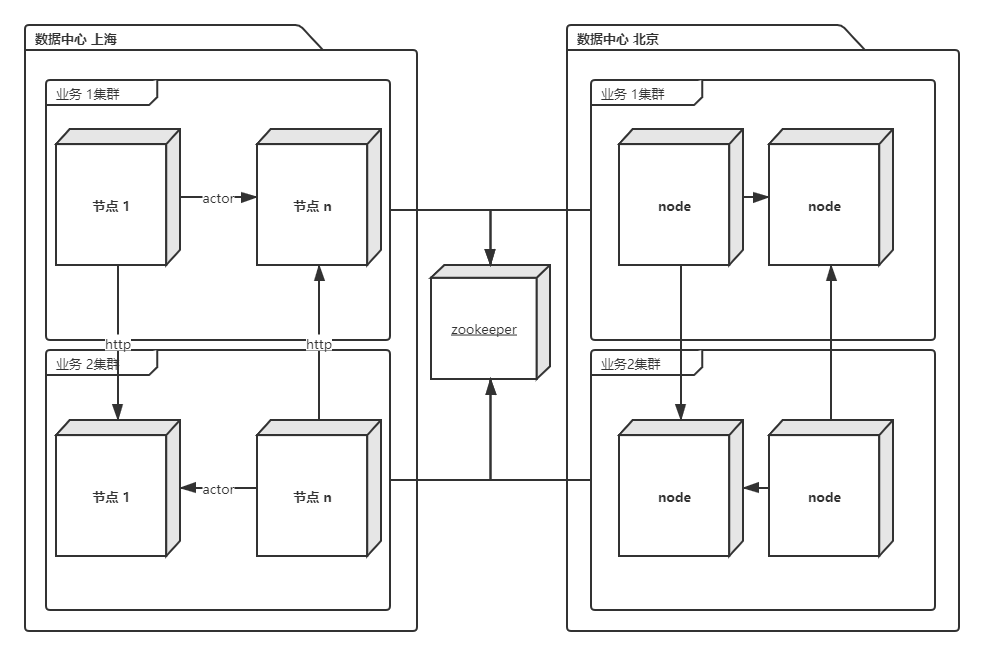 数据中心 上海
业务 1集群
节点 1
actor
节点 n
http
http
业务 2集群
节点 1
actor
节点 n
zookeeper
数据中心 北京
业务 1集群
node
node
业务2集群
node
node